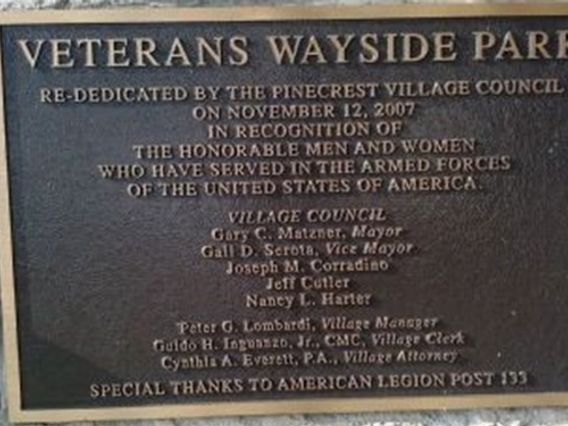 VETERANS WAYSIDE PARK
RE-DEDICATED BY THE PINECREST VILLAGE COUNCIL
ON NOVEMBER 12, 2007
IN RECOGNITION OF
THE HONORABLE MEN AND WOMEN
WHO HAVE SERVED IN THE ARMED FORCES
OF THE UNITED STATES OF AMERICA.
VILLAGE COUNCIL
Gary C. Matzner, Mayor
Gail D. Serota, Vice Mayor
Joseph M. Corradino
Jeff Cutler
Nancy L. Harter
Peter G. Lombardi, Village Manager
Guido H. Inguanzo, Jr., CMC, Village Clerk
Cynthia A. Everett, P.A., Village Attorney
SPECIAL THANKS TO AMERICAN LEGION POST 133